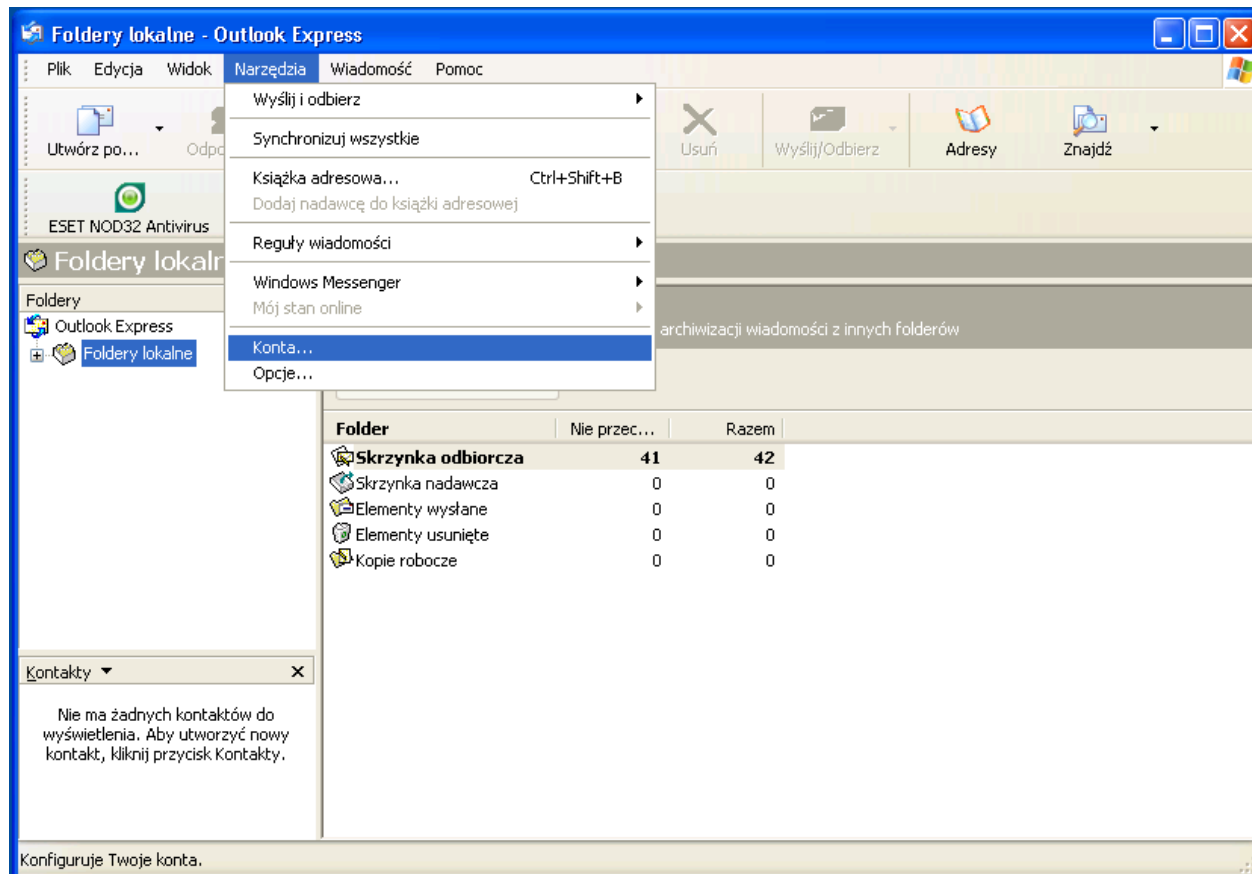 Foldery lokalne - Outlook Express
Plik Edycja Widok Narzędzia Wiadomość Pomoc
Utwórz po... Usuń Wyślij/Odbierz Adresy Znajdź
ESET NOD32 Antivirus
Wyślij i odbierz
Synchronizuj wszystkie
Książka adresowa... Ctrl+Shift+B
Dodaj nadawcę do książki adresowej
Reguły wiadomości
Windows Messenger
Mój stan online
Konta...
Opcje...
Foldery
archiwizacji wiadomości z innych folderów
Foldery
Outlook Express
Foldery lokalne
Folder Nie przec... Razem
Skrzynka odbiorcza 41 42
Skrzynka nadawcza 0 0
Elementy wysłane 0 0
Elementy usunięte 0 0
Kopie robocze 0 0
Kontakty
Nie ma żadnych kontaktów do
wyświetlenia. Aby utworzyć nowy
kontakt, kliknij przycisk Kontakty.
Konfiguruje Twoje konta.